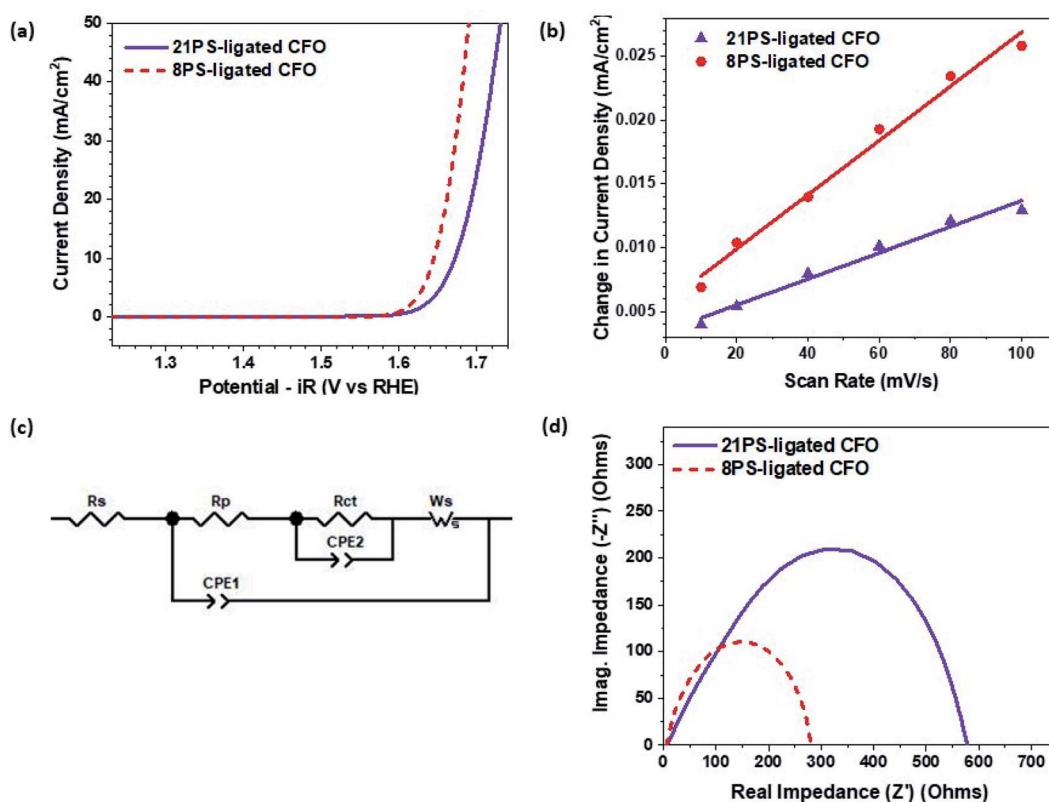 (a)
50
40
30
20
10
0
Current Density (mA/cm²)
21PS-ligated CFO
8PS-ligated CFO
1.3
1.4
1.5
1.6
1.7
Potential - iR (V vs RHE)
(b)
0.025
0.020
0.015
0.010
0.005
Change in Current Density (mA/cm²)
21PS-ligated CFO
8PS-ligated CFO
20
40
60
80
100
Scan Rate (mV/s)
(c)
Rs
Rp
Rct
Ws
s
CPE2
CPE1
(d)
300
250
200
150
100
50
0
Imag. Impedance (-Z'') (Ohms)
21PS-ligated CFO
8PS-ligated CFO
0
100
200
300
400
500
600
700
Real Impedance (Z') (Ohms)